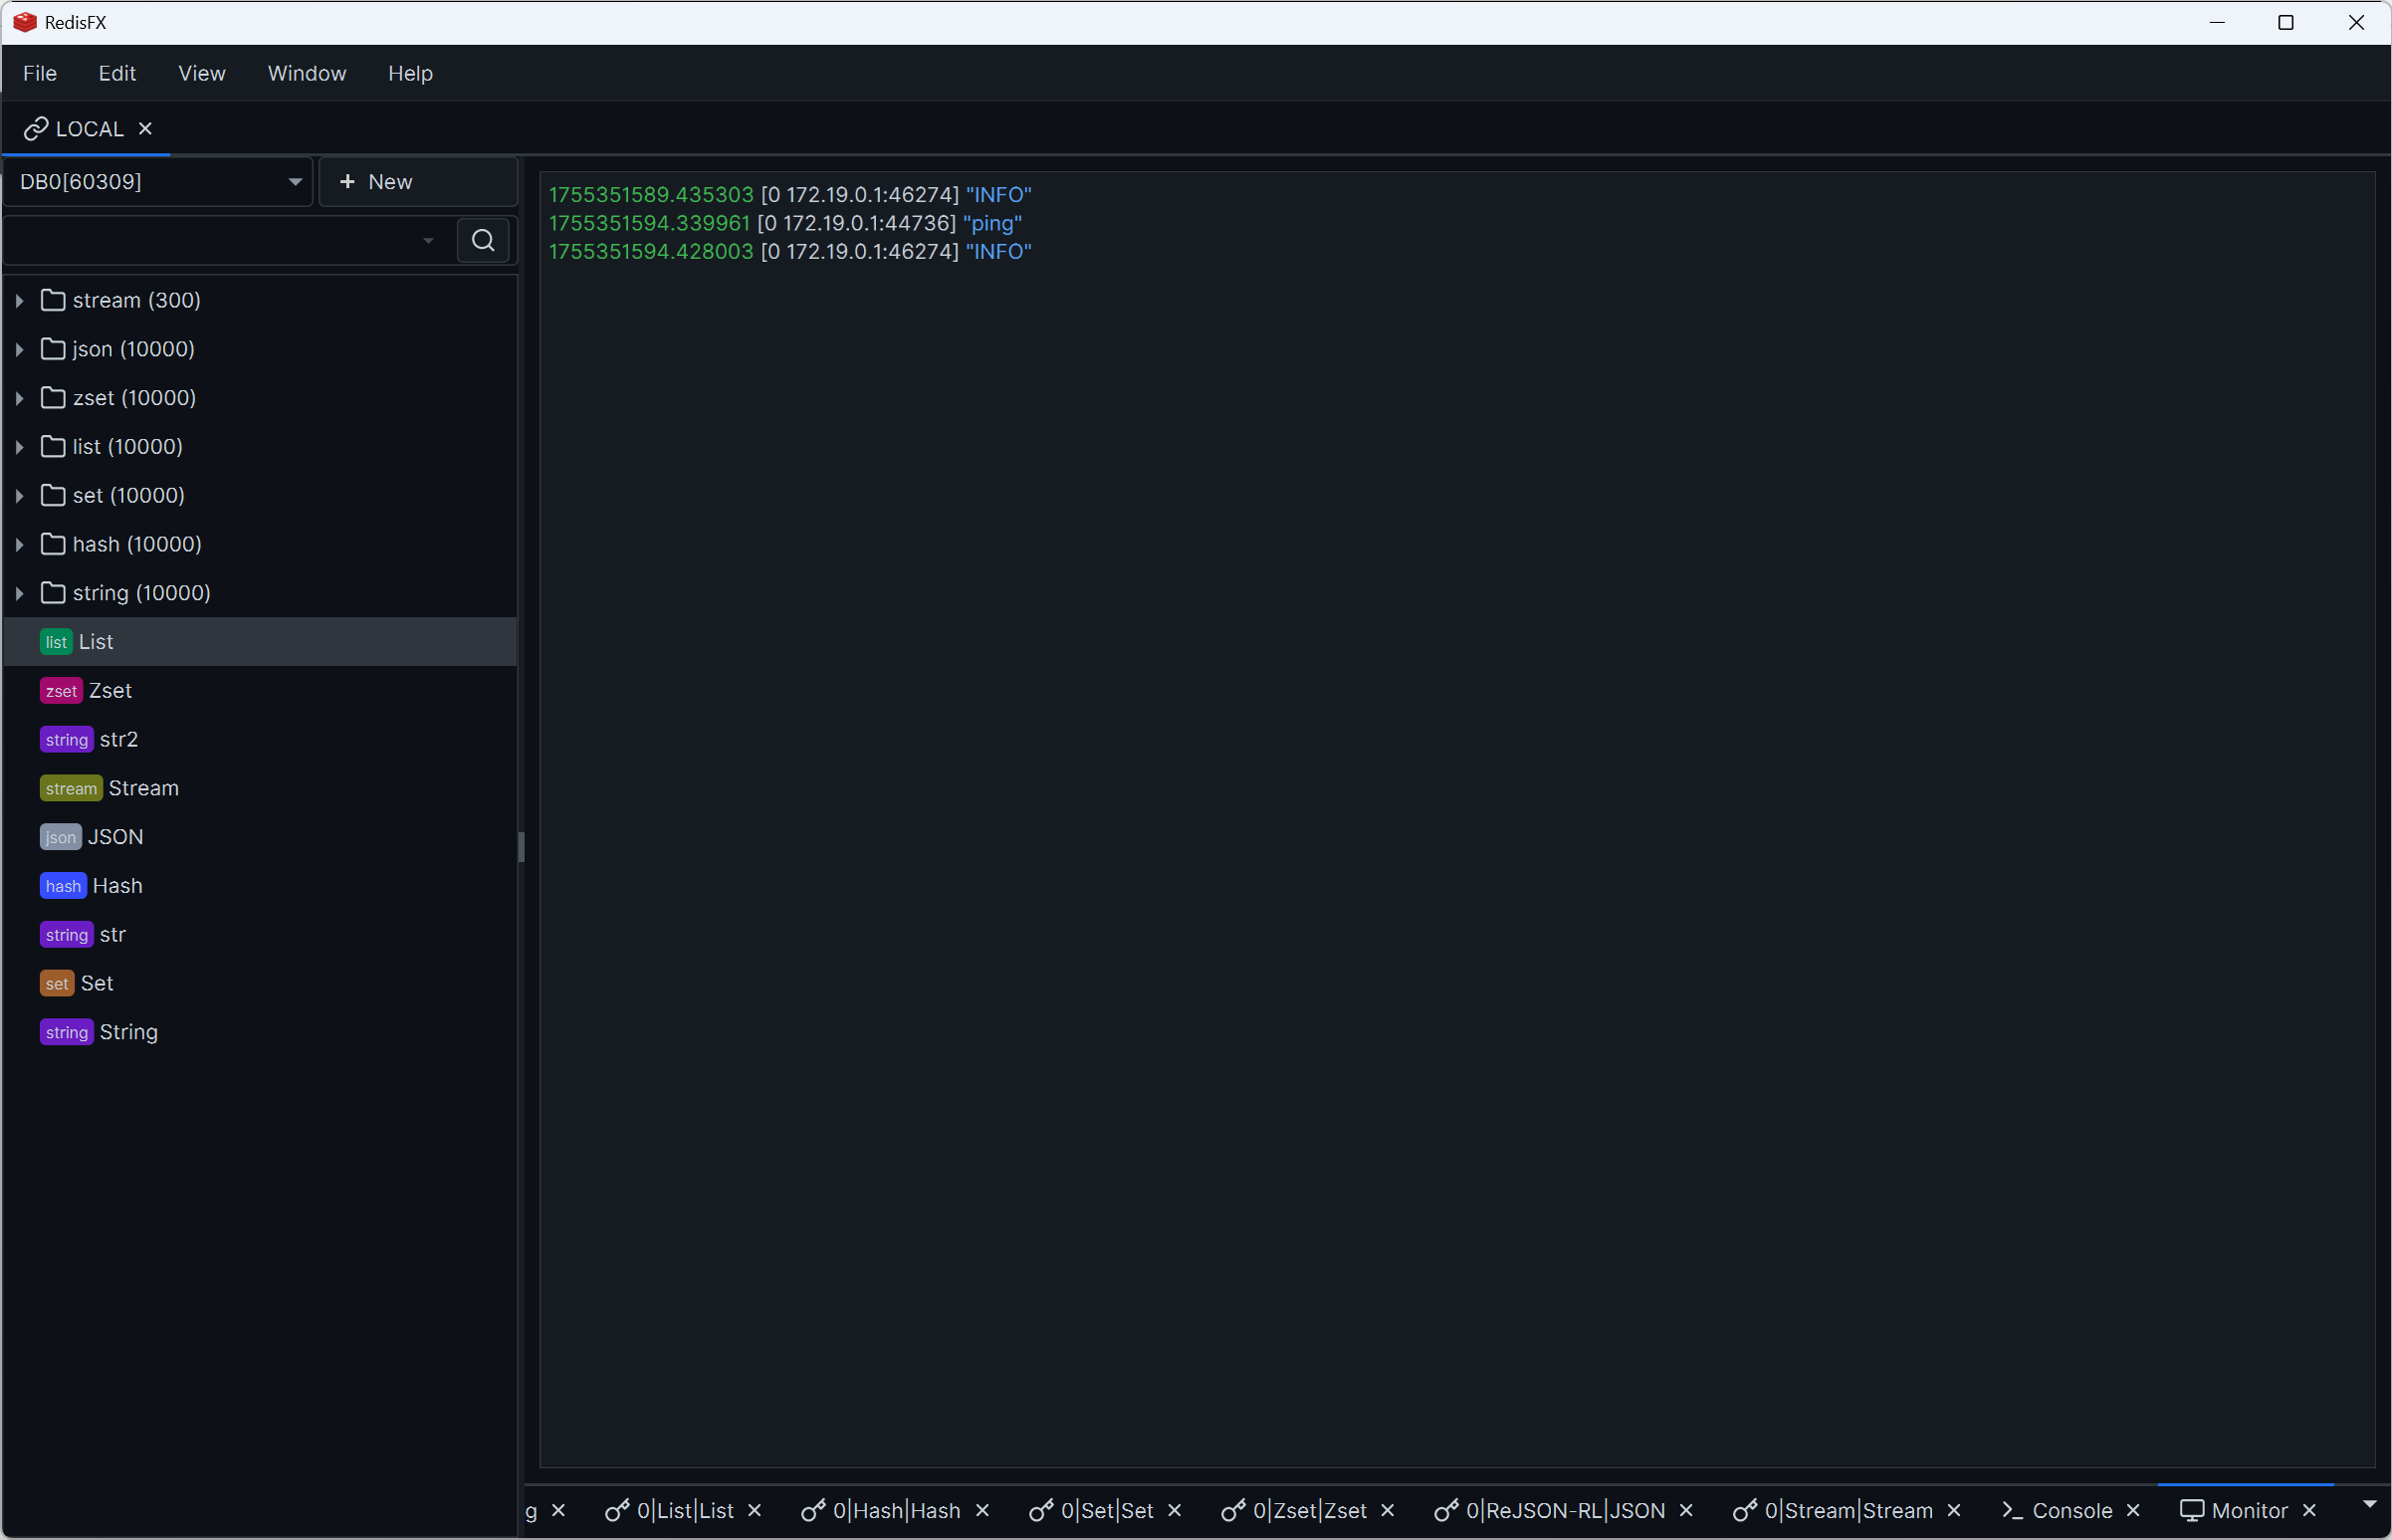 RedisFX
File Edit View Window Help
LOCAL
DB0[60309] + New
1755351589.435303 [0 172.19.0.1:46274] "INFO"
1755351594.339961 [0 172.19.0.1:44736] "ping"
1755351594.428003 [0 172.19.0.1:46274] "INFO"
stream (300)
json (10000)
zset (10000)
list (10000)
set (10000)
hash (10000)
string (10000)
list List
zset Zset
string str2
stream Stream
json JSON
hash Hash
string str
set Set
string String
g 0|List|List 0|Hash|Hash 0|Set|Set 0|Zset|Zset 0|ReJSON-RL|JSON 0|Stream|Stream Console Monitor